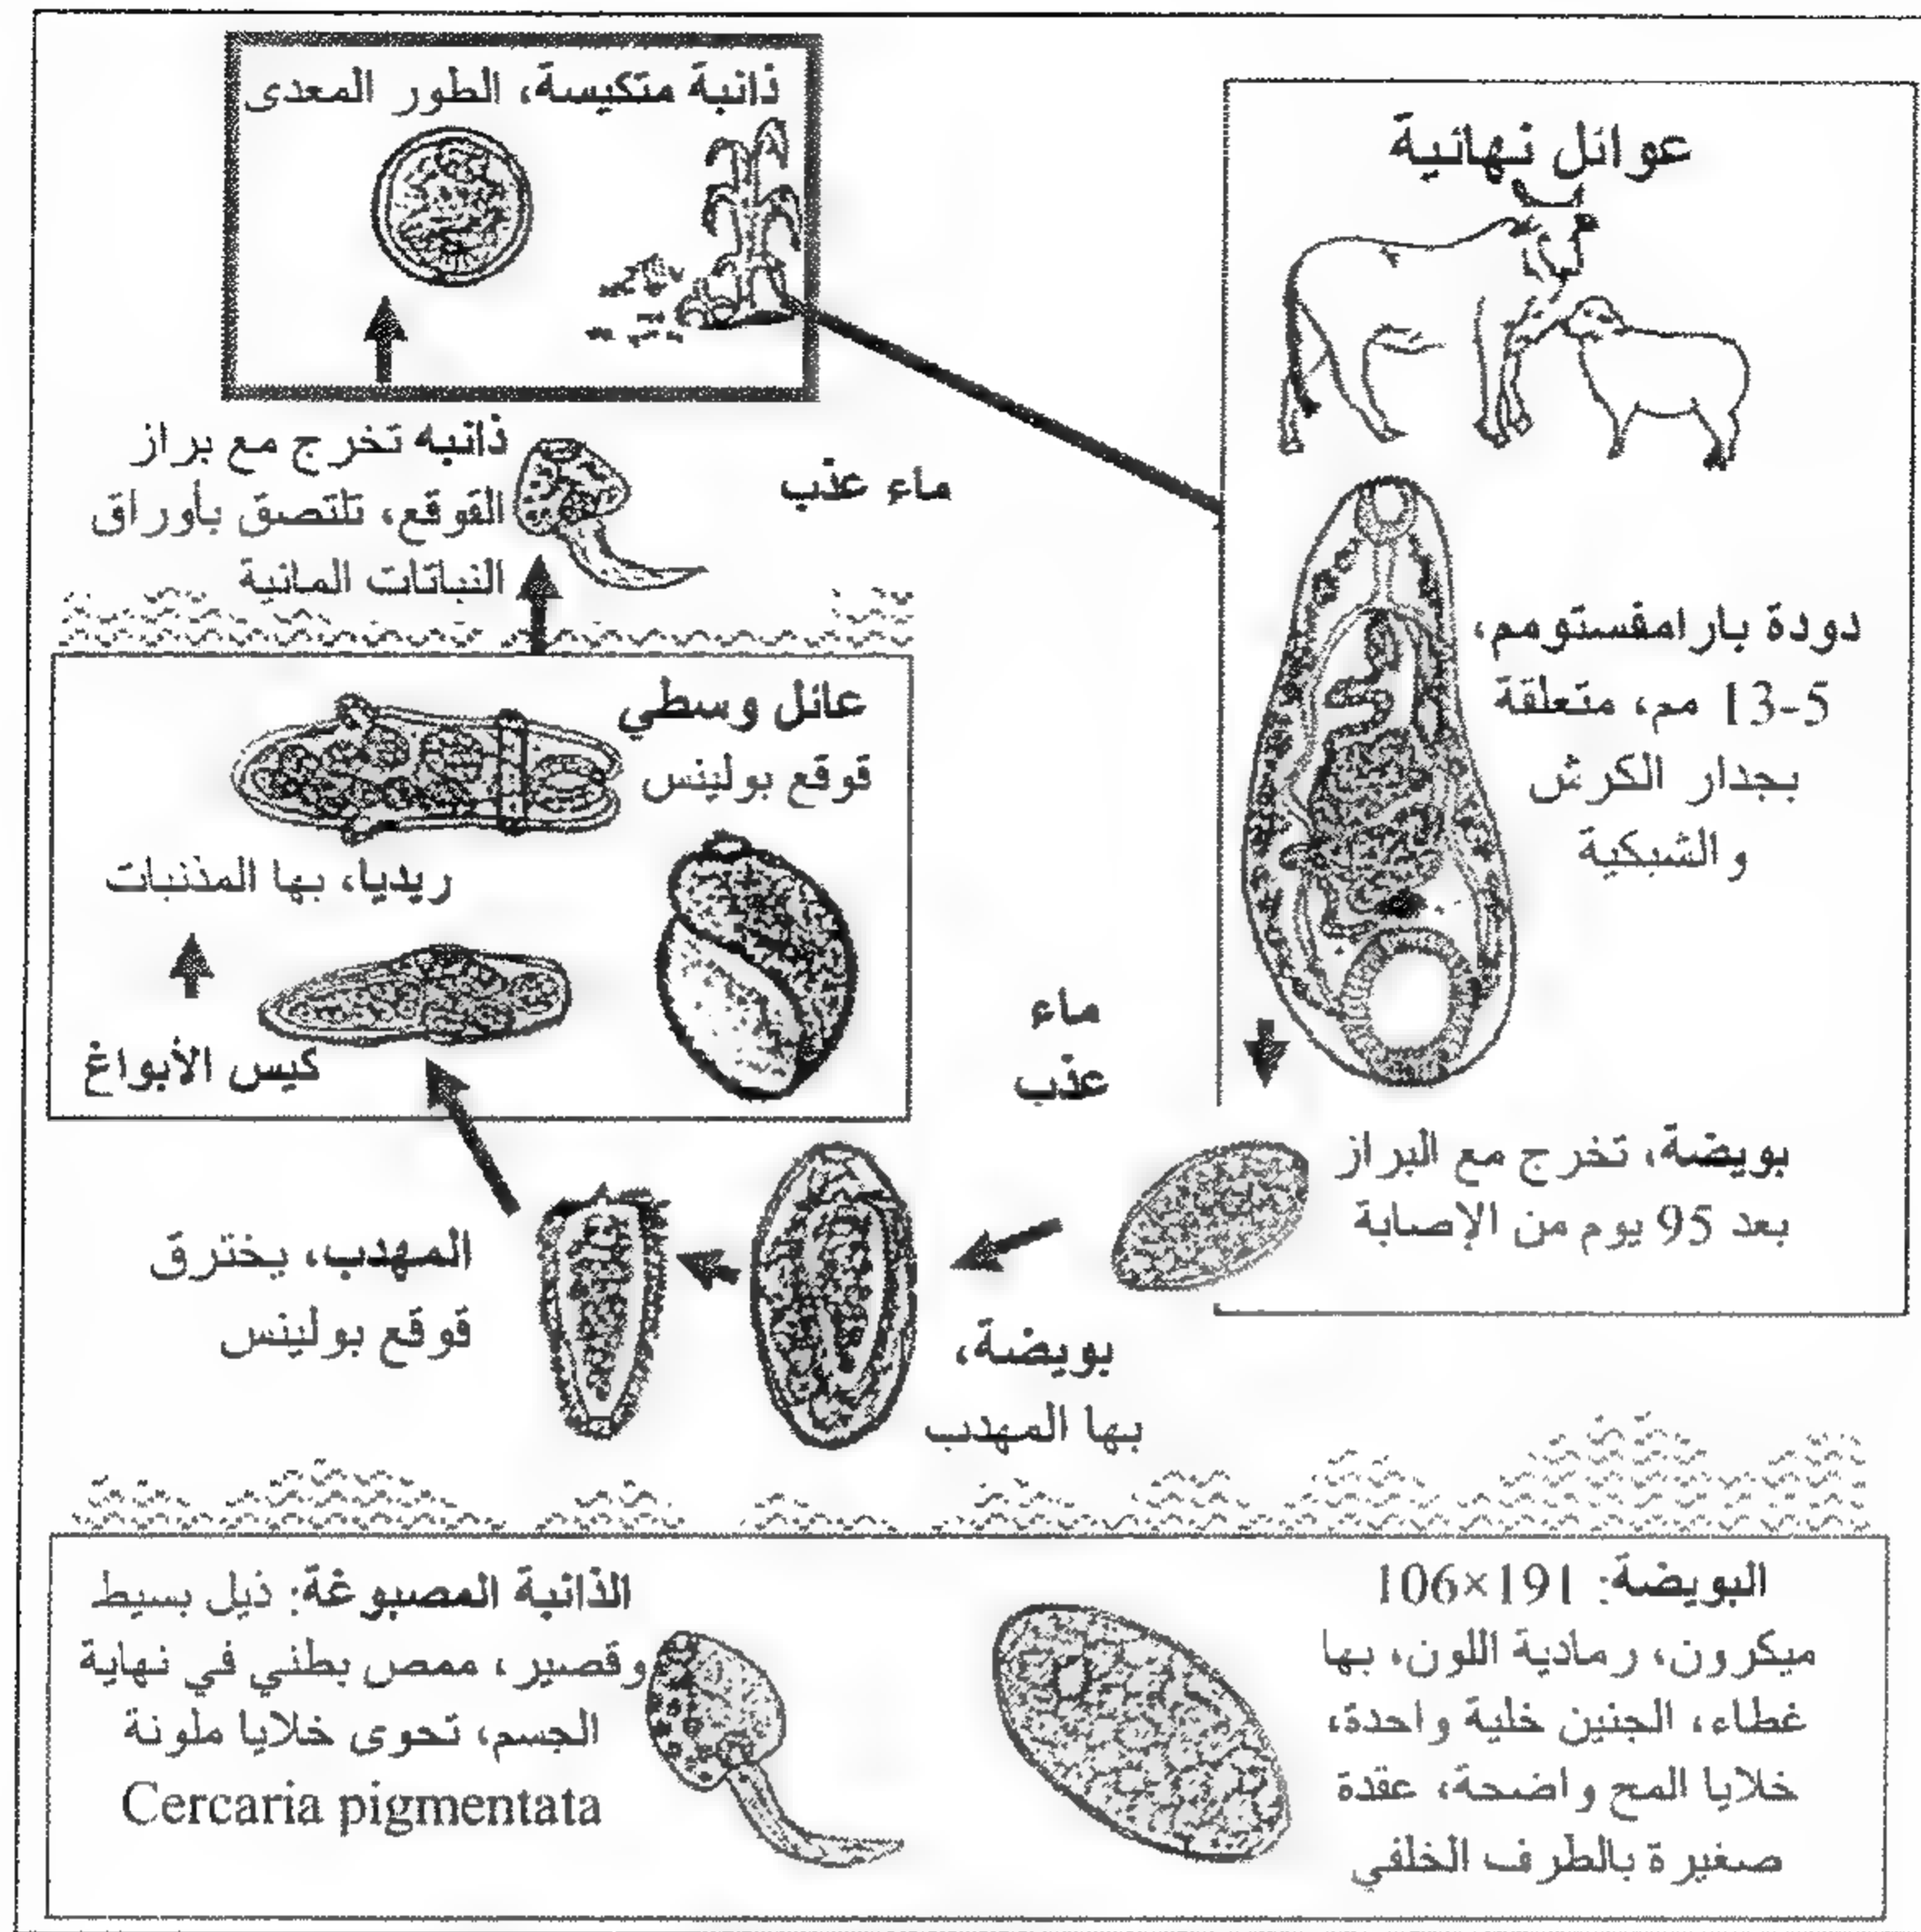 ذانبة متكيسة، الطور المعدى
عوائل نهائية
ذانبه تخرج مع براز
القوقع، تلتصق بأوراق
النباتات المائية
ماء عذب
دودة بارامفستومم،
5-13 مم، متعلقة
بجدار الكرش
والشبكية
عائل وسطي
قوقع بولينس
ريديا، بها المذنبات
كيس الأبواغ
ماء
عذب
بويضة، تخرج مع البراز
بعد 95 يوم من الإصابة
المهدب، يخترق
قوقع بولينس
بويضة،
بها المهدب
البويضة: 191×106
ميكرون، رمادية اللون، بها
غطاء، الجنين خلية واحدة،
خلايا المح واضحة، عقدة
صغيرة بالطرف الخلفي
الذانبة المصبوغة: ذيل بسيط
وقصير، ممص بطني في نهاية
الجسم، تحوى خلايا ملونة
Cercaria pigmentata